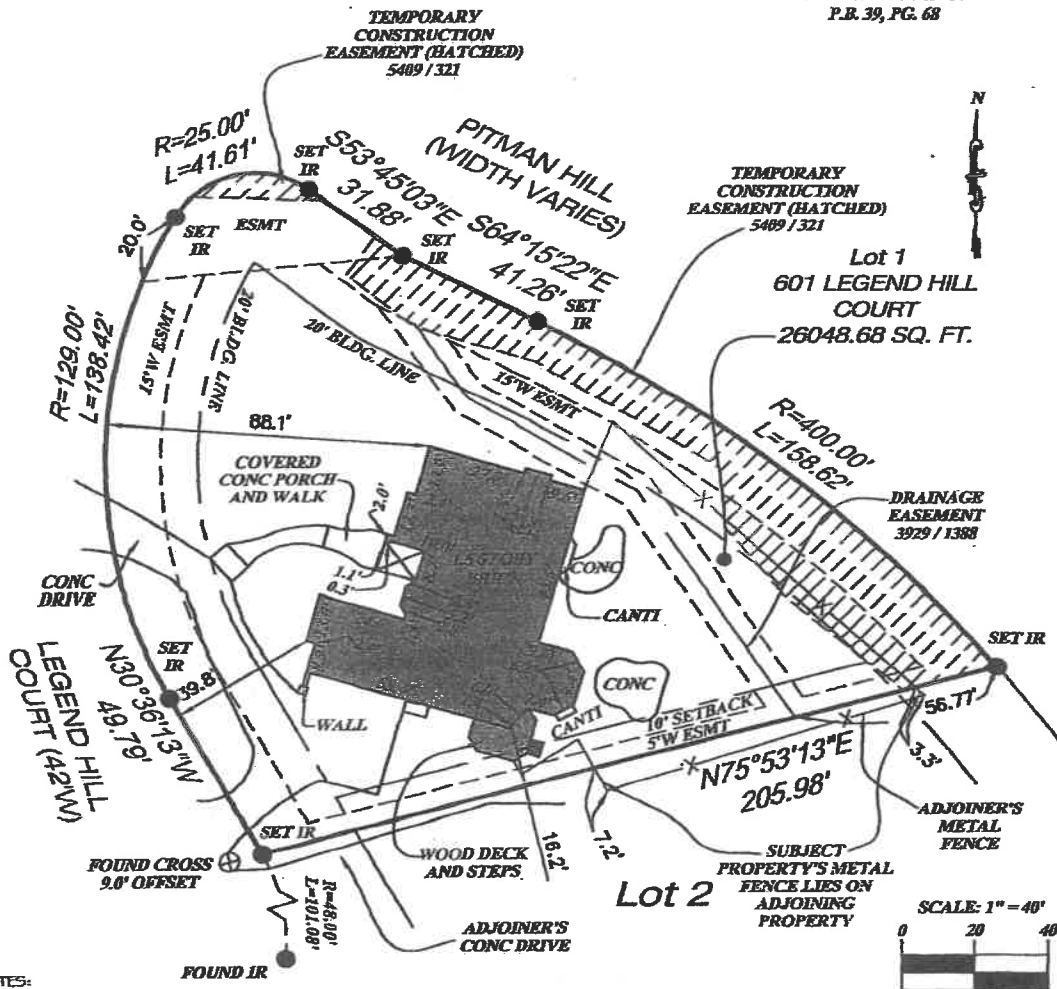 P.B. 39, PG. 68
TEMPORARY
CONSTRUCTION
EASEMENT (HATCHED)
5409 / 321
N
R=25.00'
L=41.61'
SET
IR
S53°45'03"E
31.88'
PITMAN HILL
(WIDTH VARIES)
TEMPORARY
CONSTRUCTION
EASEMENT (HATCHED)
5409 / 321
20.0'
SET
IR
ESMT
SET
IR
S64°15'22"E
41.26'
SET
IR
Lot 1
601 LEGEND HILL
COURT
26048.68 SQ. FT.
R=129.00'
L=138.42'
15'W ESMT
20' BLDG. LINE
20' BLDG. LINE
15'W ESMT
R=400.00'
L=158.62'
88.1'
COVERED
CONC PORCH
AND WALK
2.0'
1.1'
0.3'
CONC
CANTI
DRAINAGE
EASEMENT
3929 / 1388
CONC
DRIVE
SET
IR
39.8'
LEGEND HILL
COURT (42'W)
N30°36'13"W
49.79'
WALL
CONC
CANTI
10' SETBACK
5'W ESMT
SET IR
56.77'
3.3'
N75°53'13"E
205.98'
ADJOINER'S
METAL
FENCE
SET IR
FOUND CROSS
9.0' OFFSET
WOOD DECK
AND STEPS
16.2'
7.2'
SUBJECT
PROPERTY'S METAL
FENCE LIES ON
ADJOINING
PROPERTY
Lot 2
R=48.00'
L=101.08'
ADJOINER'S
CONC DRIVE
FOUND IR
SCALE: 1" = 40'
0 20 40
TES: